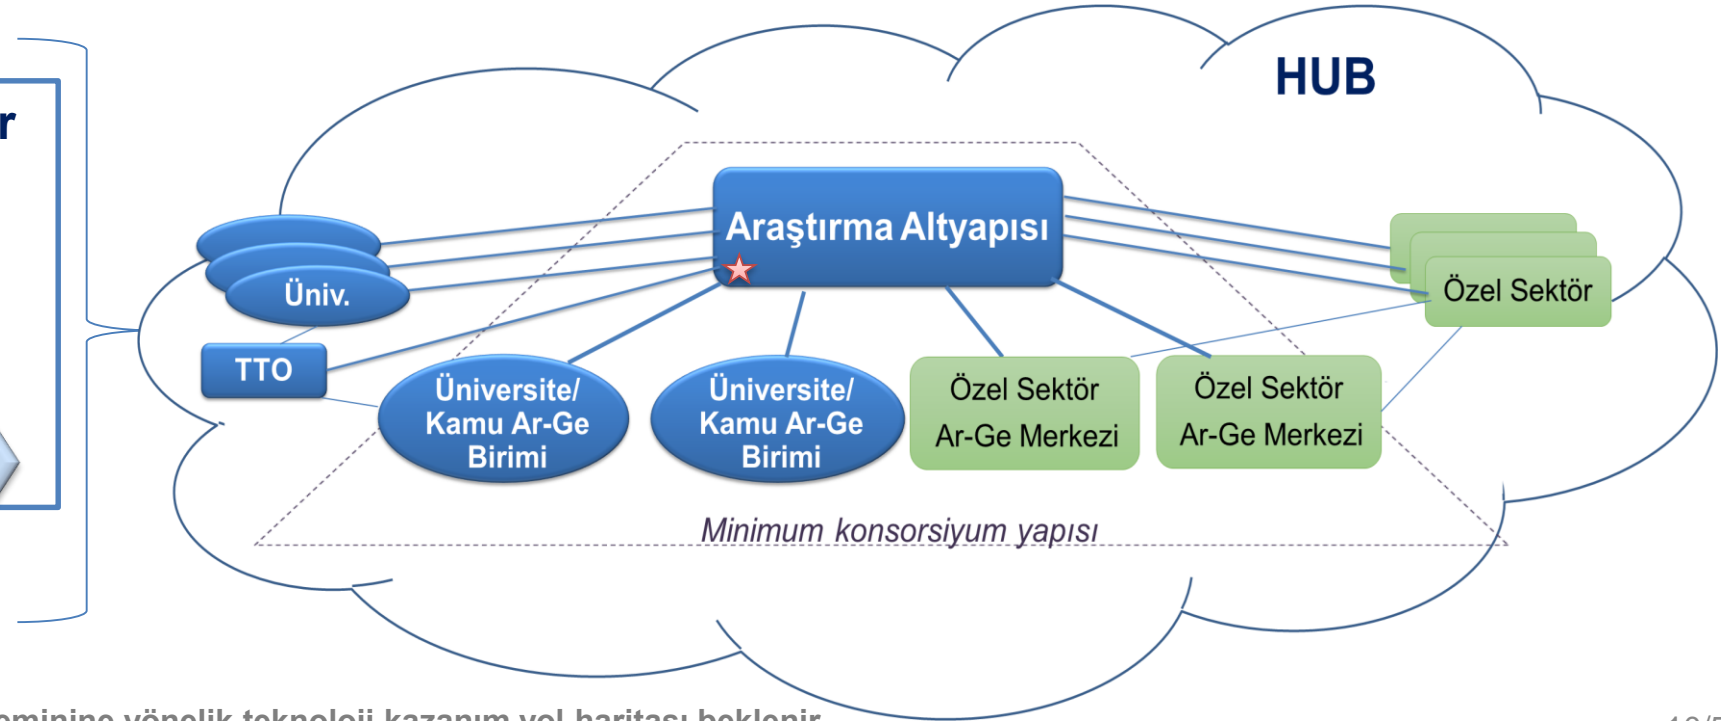 HUB
Araştırma Altyapısı
Üniv.
Özel Sektör
TTO
Üniversite/
Kamu Ar-Ge
Birimi
Üniversite/
Kamu Ar-Ge
Birimi
Özel Sektör
Ar-Ge Merkezi
Özel Sektör
Ar-Ge Merkezi
Minimum konsorsiyum yapısı
yönelik teknoloji kazanım yol haritası beklenir